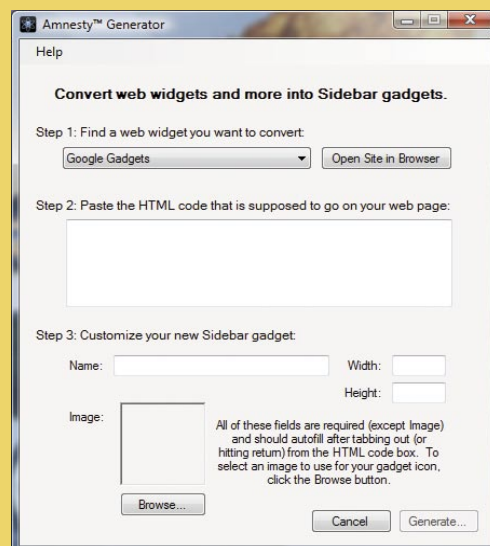 Amnesty™ Generator
Help
Convert web widgets and more into Sidebar gadgets.
Step 1: Find a web widget you want to convert:
Google Gadgets Open Site in Browser
Step 2: Paste the HTML code that is supposed to go on your web page:
Step 3: Customize your new Sidebar gadget:
Name: Width:
Height:
Image:
All of these fields are required (except Image)
and should autofill after tabbing out (or
hitting return) from the HTML code box. To
select an image to use for your gadget icon,
click the Browse button.
Browse...
Cancel Generate...